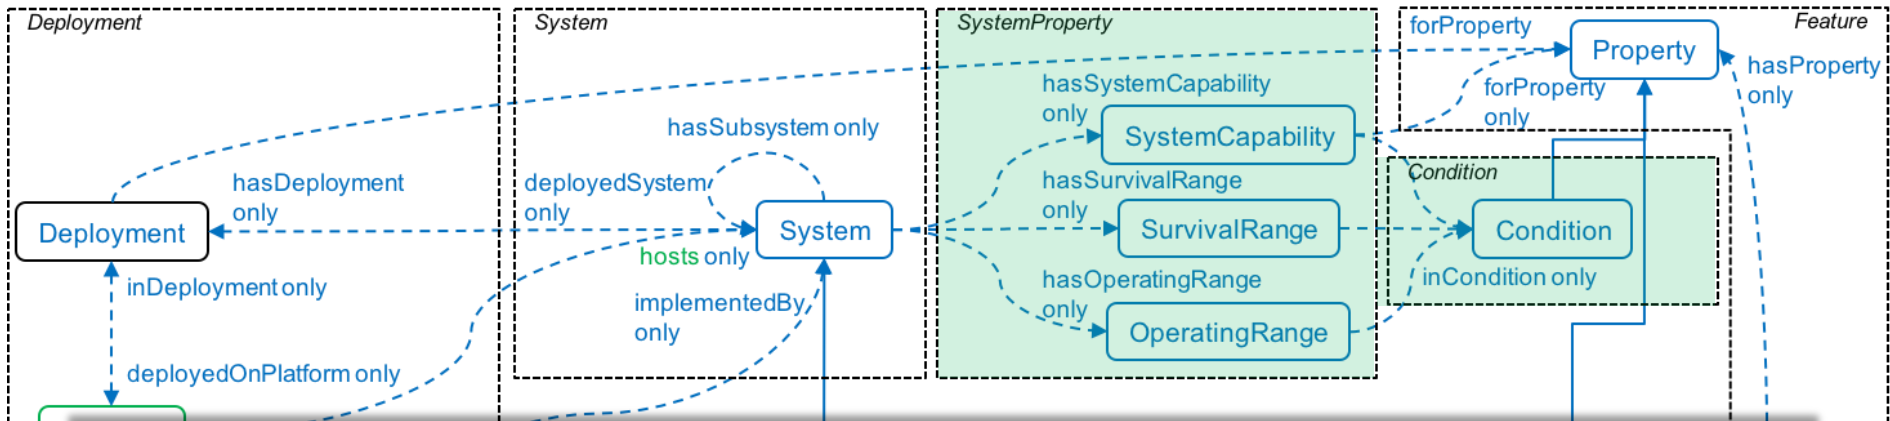 Deployment
System
SystemProperty
Feature
forProperty
Property
hasProperty
only
hasSystemCapability
only
forProperty
only
SystemCapability
hasSubsystem only
Condition
hasDeployment
only
deployedSystem
only
hasSurvivalRange
only
Deployment
System
SurvivalRange
Condition
hosts only
inDeployment only
implementedBy
only
hasOperatingRange
only
inCondition only
OperatingRange
deployedOnPlatform only